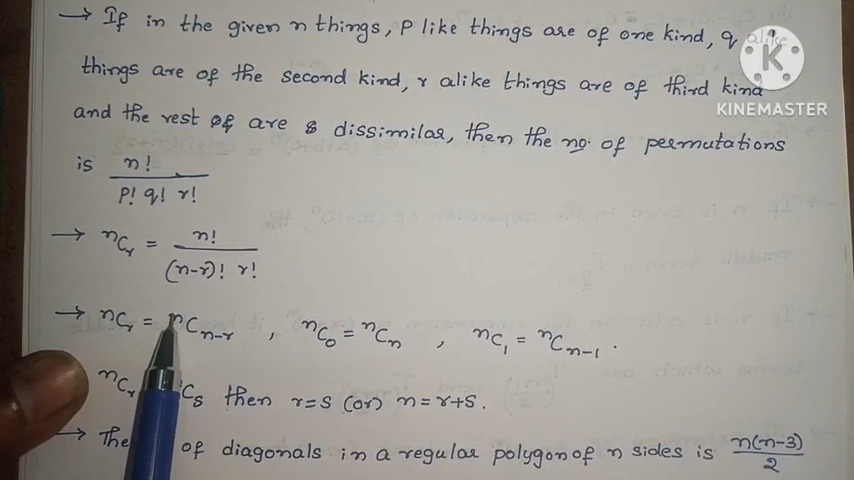 → If in the given n things, P like things are of one kind, q alike
things are of the second kind, r alike things are of third kind
KINEMASTER
and the rest of are dissimilar, then the no. of permutations
is n! / P! q! r!
→ nCr = n! / (n-r)! r!
→ nCr = nCn-r , nC0 = nCn , nC1 = nCn-1 .
nCr Cs then r=s (or) n=r+s.
→ The of diagonals in a regular polygon of n sides is n(n-3)/2